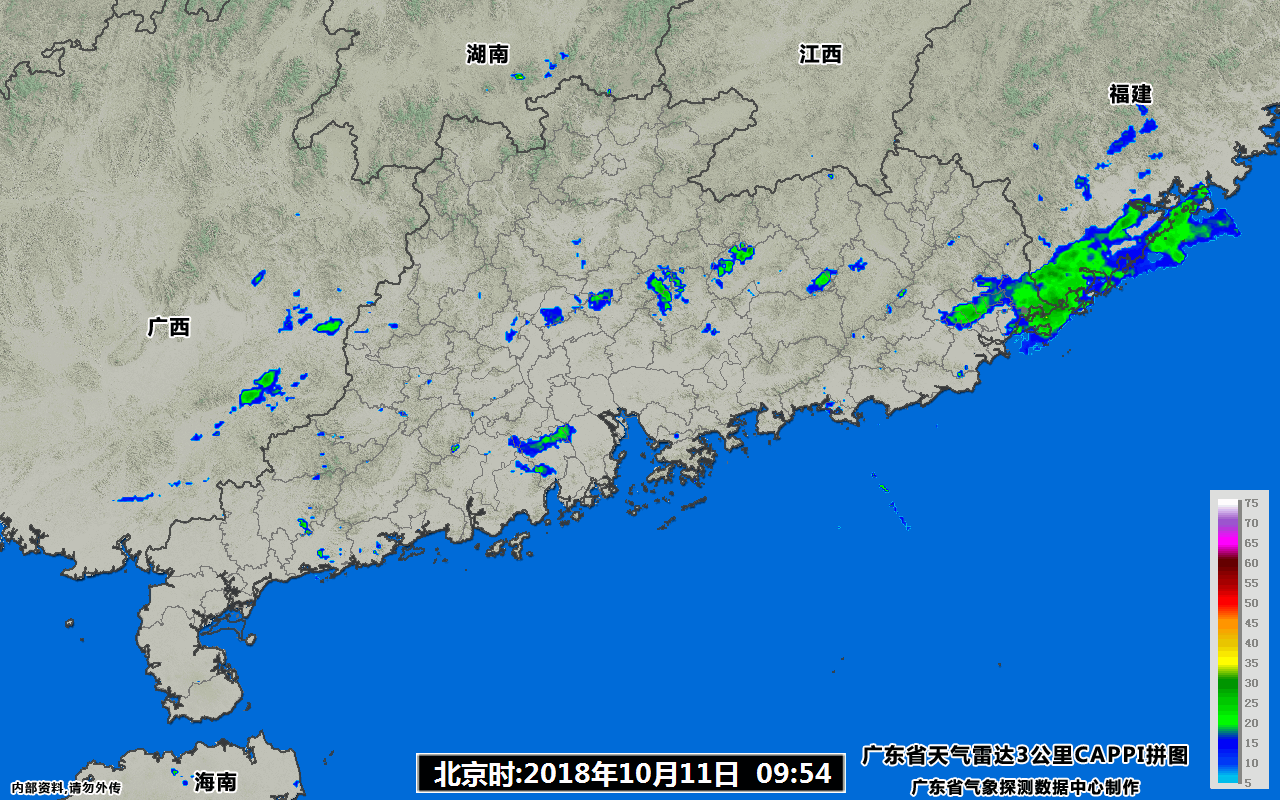 湖南
江西
福建
广西
75
70
65
60
55
50
45
40
35
30
25
20
15
10
5
广东省天气雷达3公里CAPPI拼图
北京时:2018年10月11日 09:54
海南
内部资料,请勿外传
广东省气象探测数据中心制作